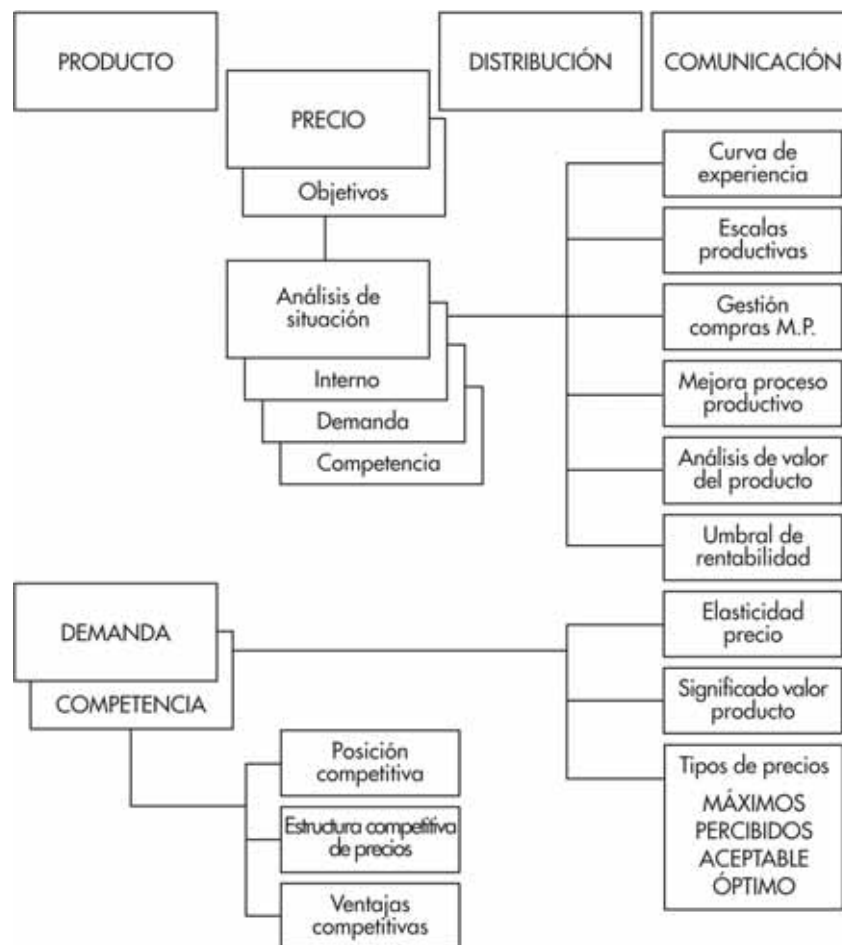 PRODUCTO
DISTRIBUCIÓN
COMUNICACIÓN
PRECIO
Objetivos
Análisis de
situación
Interno
Demanda
Competencia
Curva de
experiencia
Escalas
productivas
Gestión
compras M.P.
Mejora proceso
productivo
Análisis de valor
del producto
Umbral de
rentabilidad
DEMANDA
COMPETENCIA
Elasticidad
precio
Significado valor
producto
Tipos de precios
MÁXIMOS
PERCIBIDOS
ACEPTABLE
ÓPTIMO
Posición
competitiva
Estructura competitiva
de precios
Ventajas
competitivas